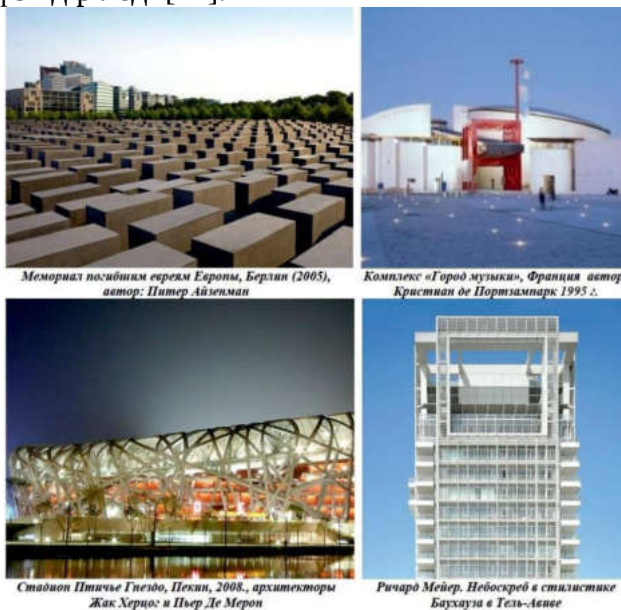 Мемориал погибшим евреям Европы, Берлин (2005),
автор: Питер Айзенман
Комплекс «Город музыки», Франция автор
Кристиан де Портзампарк 1995 г.
Стадион Птичье Гнездо, Пекин, 2008., архитекторы
Жак Херцог и Пьер Де Мерон
Ричард Мейер. Небоскреб в стилистике
Баухауза в Тель-Авиве